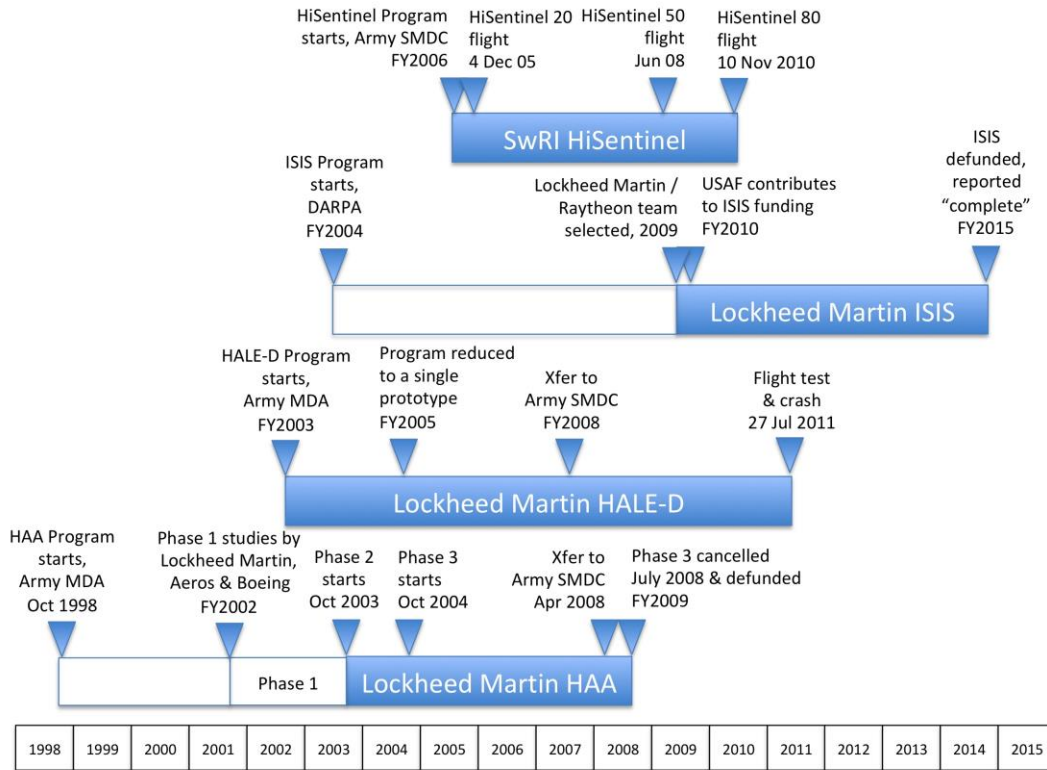 HiSentinel Program
starts, Army SMDC
FY2006
HiSentinel 20
flight
4 Dec 05
HiSentinel 50
flight
Jun 08
HiSentinel 80
flight
10 Nov 2010
SwRI HiSentinel
ISIS Program
starts,
DARPA
FY2004
Lockheed Martin /
Raytheon team
selected, 2009
USAF contributes
to ISIS funding
FY2010
ISIS
defunded,
reported
“complete”
FY2015
Lockheed Martin ISIS
HALE-D Program
starts,
Army MDA
FY2003
Program reduced
to a single
prototype
FY2005
Xfer to
Army SMDC
FY2008
Flight test
& crash
27 Jul 2011
Lockheed Martin HALE-D
HAA Program
starts,
Army MDA
Oct 1998
Phase 1 studies by
Lockheed Martin,
Aeros & Boeing
FY2002
Phase 2
starts
Oct 2003
Phase 3
starts
Oct 2004
Xfer to
Army SMDC
Apr 2008
Phase 3 cancelled
July 2008 & defunded
FY2009
Phase 1
Lockheed Martin HAA
1998 1999 2000 2001 2002 2003 2004 2005 2006 2007 2008 2009 2010 2011 2012 2013 2014 2015